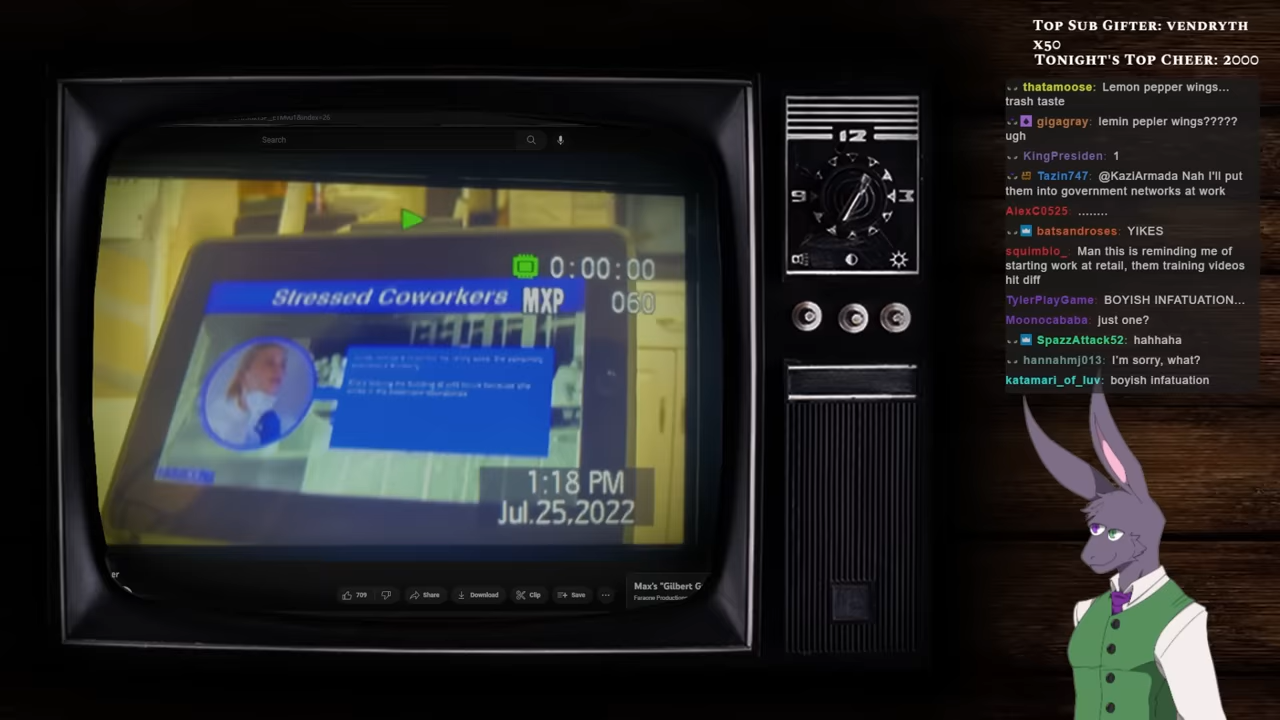 Top Sub Gifter: vendryth
x50
Tonight's Top Cheer: 2000
Search
12
9
0:00:00
Stressed Coworkers
MXP
060
1:18 PM
Jul.25,2022
709
Share
Download
Clip
Save
Max's "Gilbert G
Faraone Production
thatamoose: Lemon pepper wings...
trash taste
gigagray: lemin pepler wings?????
ugh
KingPresiden: 1
Tazin747: @KaziArmada Nah I'll put
them into government networks at work
AlexC0525: ........
batsandroses: YIKES
squimblo_: Man this is reminding me of
starting work at retail, them training videos
hit diff
TylerPlayGame: BOYISH INFATUATION...
Moonocababa: just one?
SpazzAttack52: hahhaha
hannahmj013: I'm sorry, what?
katamari_of_luv: boyish infatuation